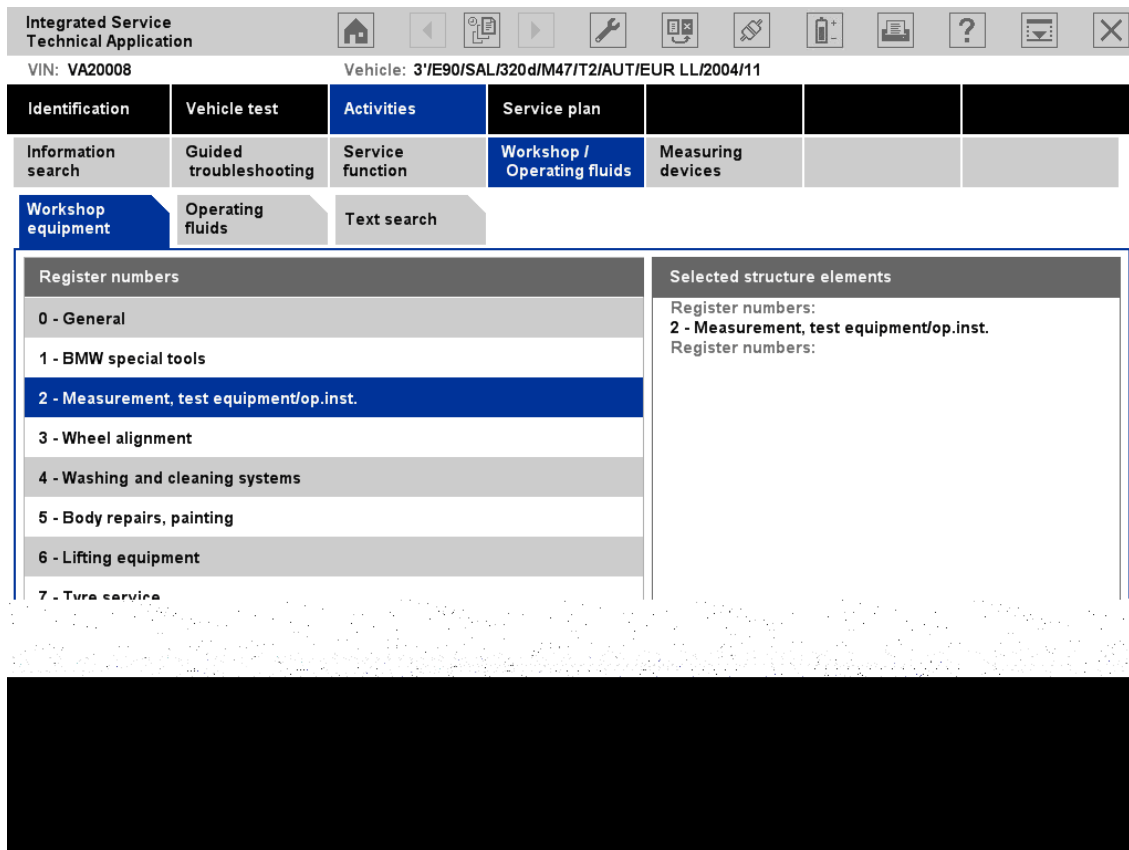 Integrated Service
Technical Application
VIN: VA20008
Vehicle: 3'/E90/SAL/320d/M47/T2/AUT/EUR LL/2004/11
Identification
Vehicle test
Activities
Service plan
Information
search
Guided
troubleshooting
Service
function
Workshop /
Operating fluids
Measuring
devices
Workshop
equipment
Operating
fluids
Text search
Register numbers
0 - General
1 - BMW special tools
2 - Measurement, test equipment/op.inst.
3 - Wheel alignment
4 - Washing and cleaning systems
5 - Body repairs, painting
6 - Lifting equipment
7 - Tyre service
Selected structure elements
Register numbers:
2 - Measurement, test equipment/op.inst.
Register numbers: